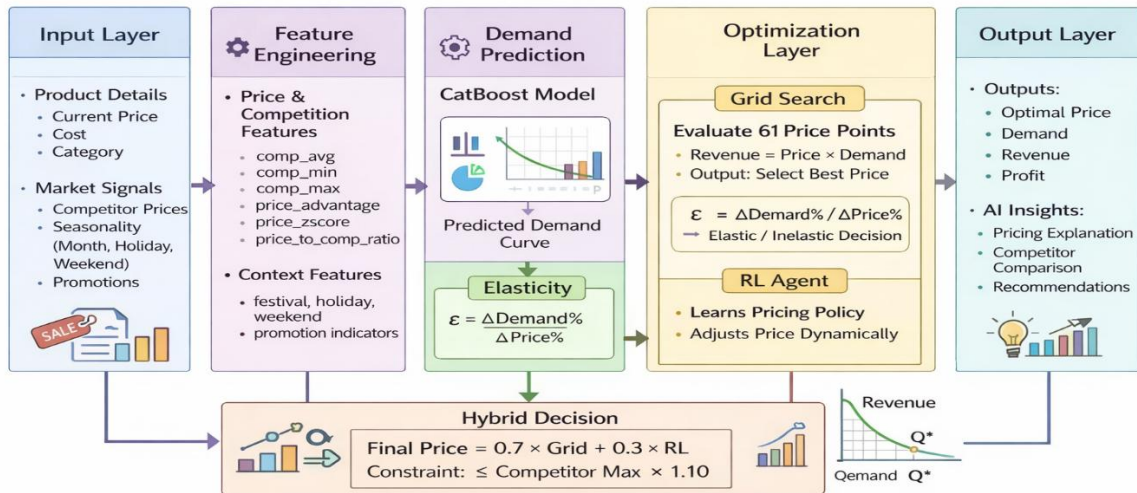 Input Layer
• Product Details
• Current Price
• Cost
• Category
• Market Signals
• Competitor Prices
• Seasonality
(Month, Holiday,
Weekend)
• Promotions
SALE
Feature
Engineering
• Price &
Competition
Features
• comp_avg
• comp_min
• comp_max
• price_advantage
• price_zscore
• price_to_comp_ratio
• Context Features
• festival, holiday,
weekend
• promotion indicators
Demand
Prediction
CatBoost Model
P
Predicted Demand
Curve
Elasticity
ε = ΔDemand%
ΔPrice%
Optimization
Layer
Grid Search
Evaluate 61 Price Points
• Revenue = Price × Demand
• Output: Select Best Price
ε = ΔDemard% / ΔPrice%
→ Elastic / Inelastic Decision
RL Agent
• Learns Pricing Policy
• Adjusts Price Dynamically
Output Layer
• Outputs:
• Optimal Price
• Demand
• Revenue
• Profit
• AI Insights:
• Pricing Explanation
• Competitor
Comparison
• Recommendations
Hybrid Decision
Final Price = 0.7 × Grid + 0.3 × RL
Constraint: ≤ Competitor Max × 1.10
Revenue
Q*
Qemand Q*